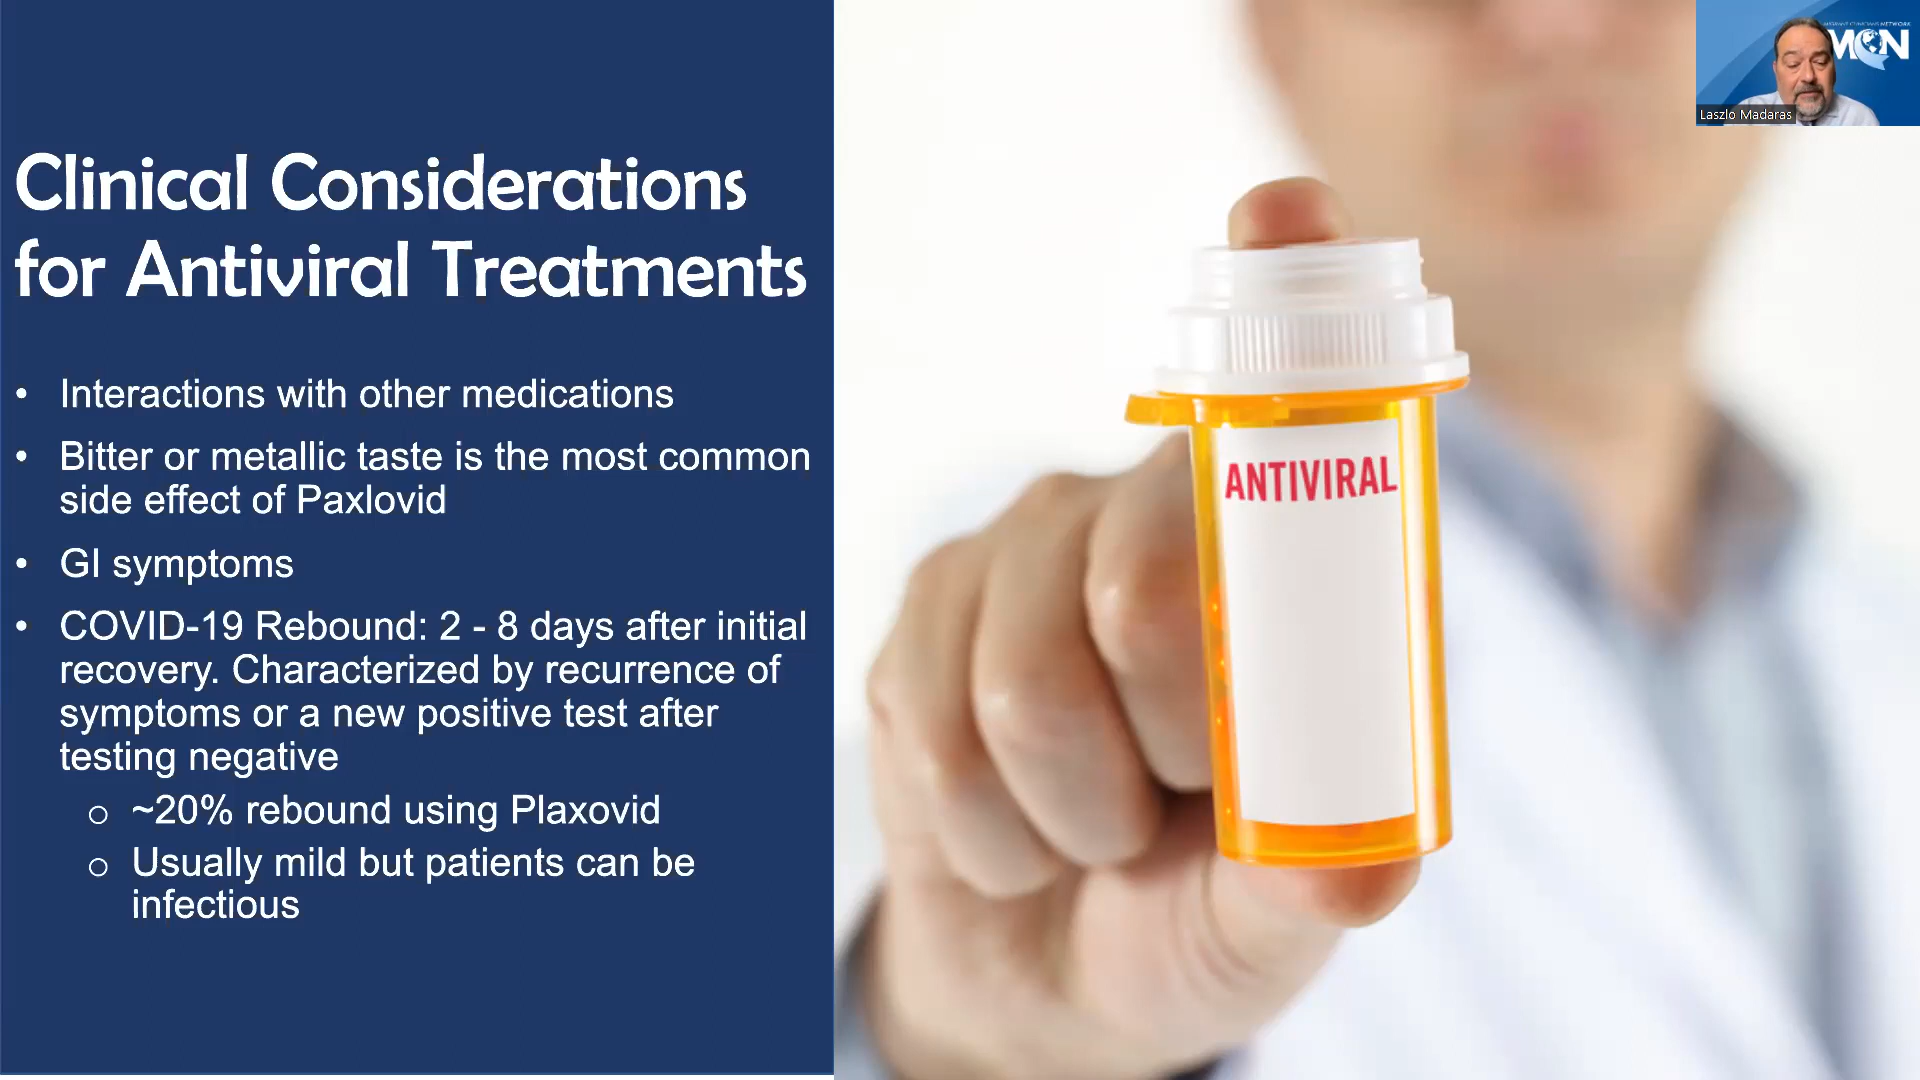 Clinical Considerations
for Antiviral Treatments
• Interactions with other medications
• Bitter or metallic taste is the most common
side effect of Paxlovid
• GI symptoms
• COVID-19 Rebound: 2 - 8 days after initial
recovery. Characterized by recurrence of
symptoms or a new positive test after
testing negative
o ~20% rebound using Plaxovid
o Usually mild but patients can be
infectious
ANTIVIRAL
MIGRANT CLINICIANS NETWORK
MCN
Laszlo Madaras